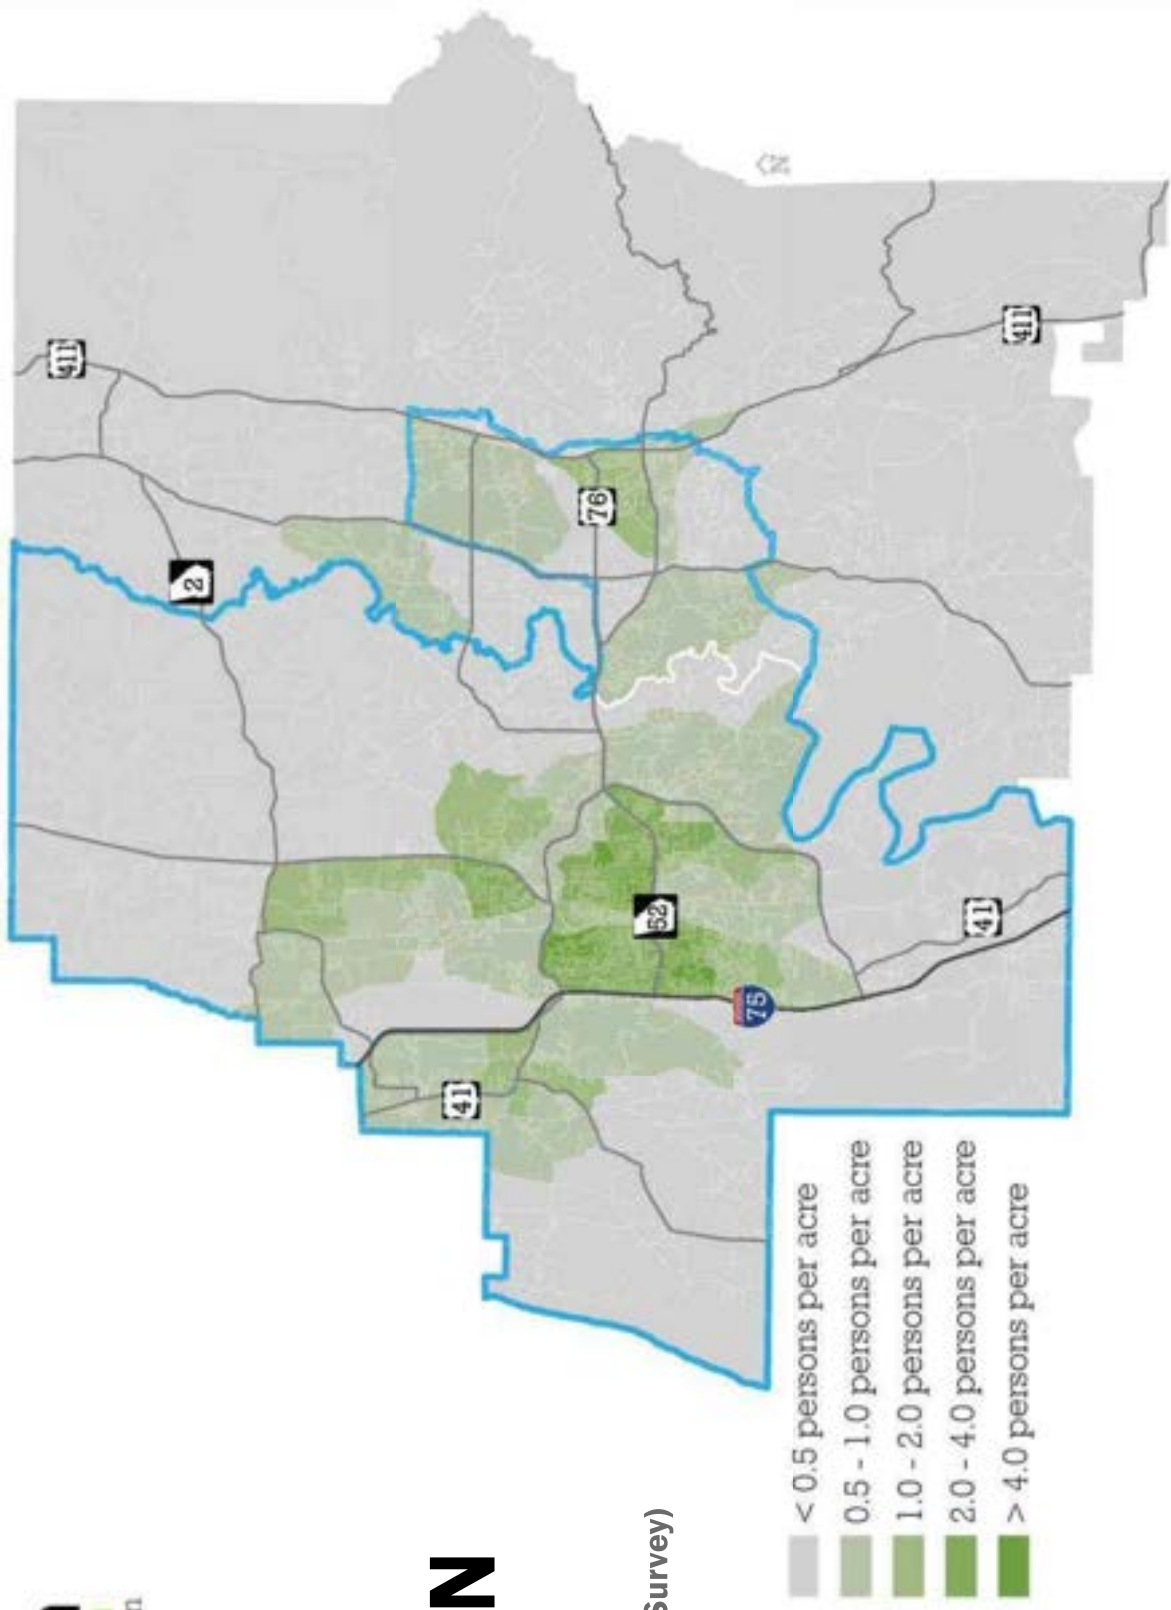 411
2
76
411
52
41
75
41
41
N
N
Survey)
< 0.5 persons per acre
0.5 - 1.0 persons per acre
1.0 - 2.0 persons per acre
2.0 - 4.0 persons per acre
> 4.0 persons per acre